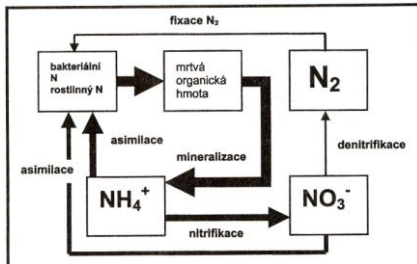 fixace N₂
bakteriální
N
rostlinný N
mrtvá
organická
hmota
N₂
asimilace
mineralizace
denitrifikace
asimilace
NH₄⁺
nitrifikace
NO₃⁻